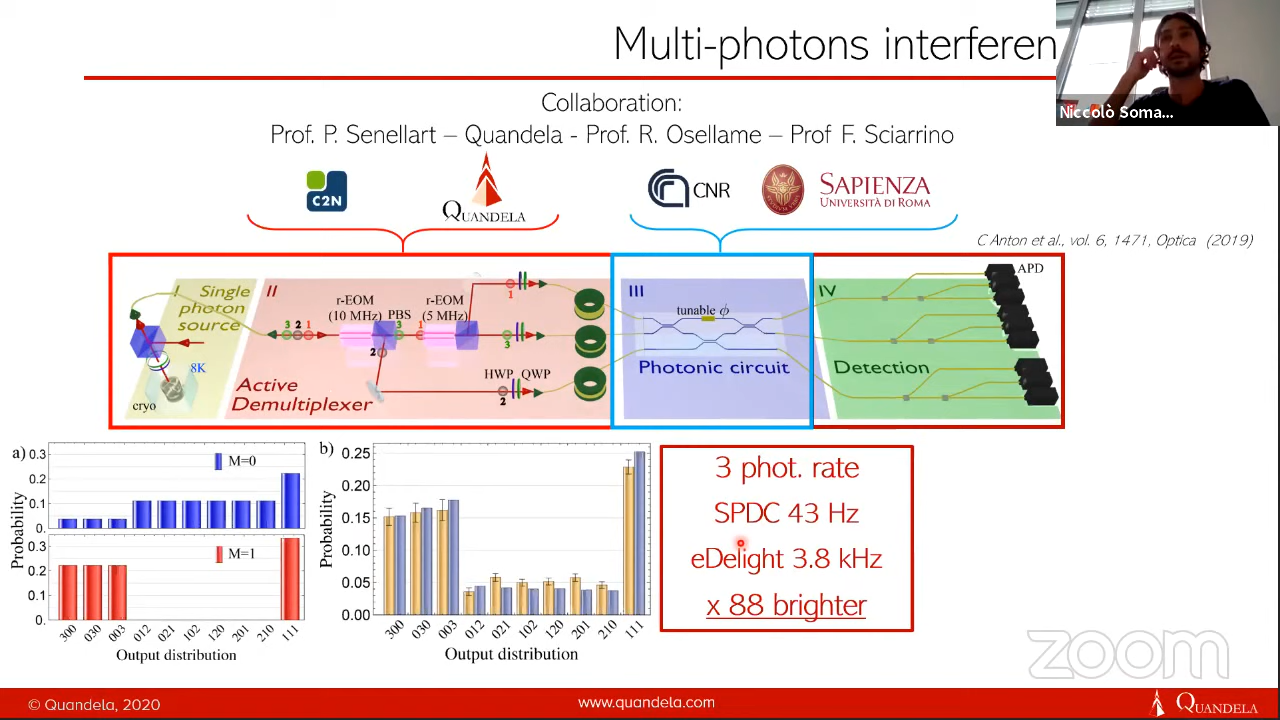 Multi-photons interferen
Niccolò Soma...
Collaboration:
Prof. P. Senellart – Quandela - Prof. R. Osellame – Prof F. Sciarrino
C2N
QUANDELA
CNR
SAPIENZA
UNIVERSITÀ DI ROMA
C Anton et al., vol. 6, 1471, Optica (2019)
I Single
photon
source
8K
cryo
II
r-EOM
(10 MHz)
PBS
r-EOM
(5 MHz)
3 2 1
3
1
2
1
3
HWP QWP
2
Active
Demultiplexer
III
tunable ϕ
Photonic circuit
IV
APD
Detection
a)
Probability
0.3
0.2
0.1
0.
M=0
0.3
0.2
0.1
0.
M=1
300 030 003 012 021 102 120 201 210 111
Output distribution
b)
Probability
0.25
0.20
0.15
0.10
0.05
0.00
300 030 003 012 021 102 120 201 210 111
Output distribution
3 phot. rate
SPDC 43 Hz
eDelight 3.8 kHz
x 88 brighter
zoom
© Quandela, 2020
www.quandela.com
QUANDELA